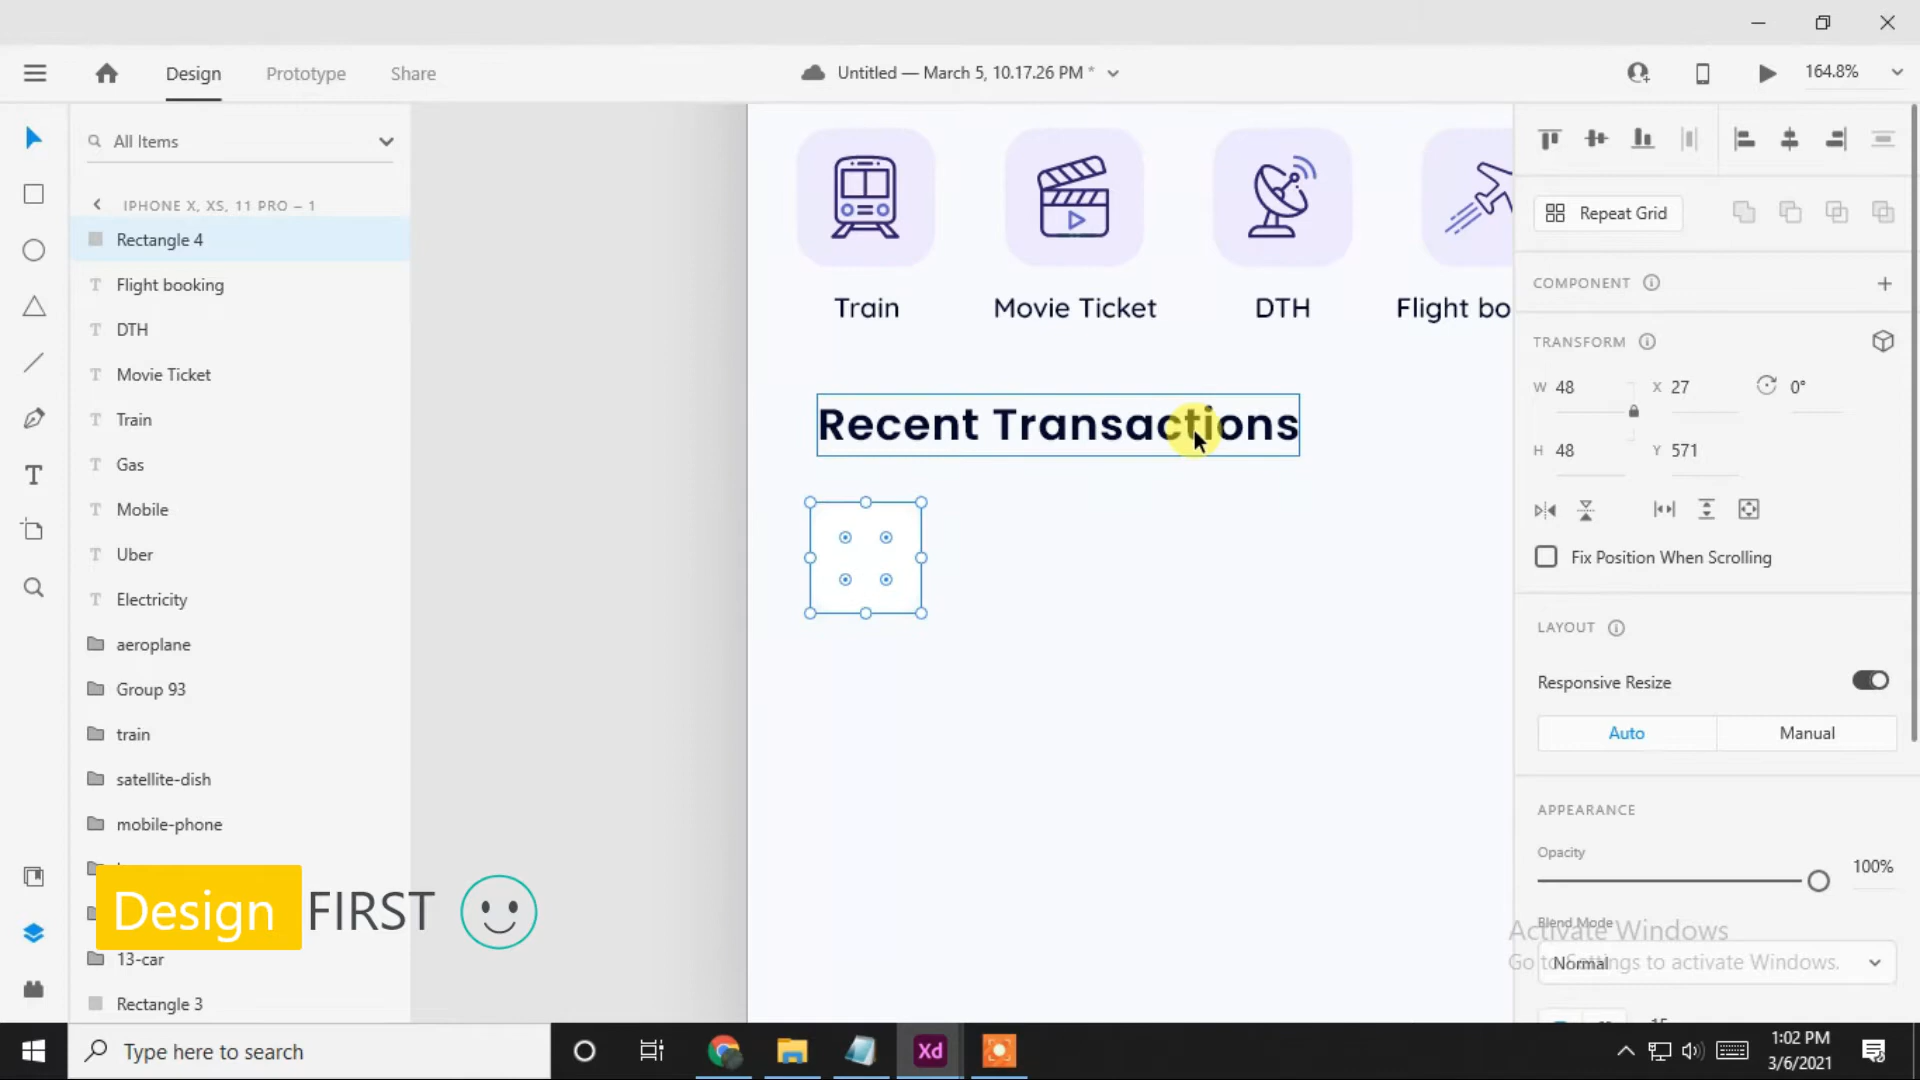 Design
Prototype
Share
Untitled — March 5, 10.17.26 PM *
164.8%
All Items
IPHONE X, XS, 11 PRO – 1
Rectangle 4
Flight booking
DTH
Movie Ticket
Train
Gas
Mobile
Uber
Electricity
aeroplane
Group 93
train
satellite-dish
mobile-phone
13-car
Rectangle 3
Design FIRST
Train
Movie Ticket
DTH
Flight bo
Recent Transactions
Repeat Grid
COMPONENT
TRANSFORM
W 48
X 27
0°
H 48
Y 571
Fix Position When Scrolling
LAYOUT
Responsive Resize
Auto
Manual
APPEARANCE
Opacity
100%
Blend Mode
Normal
Activate Windows
Go to Settings to activate Windows.
Type here to search
Xd
1:02 PM
3/6/2021